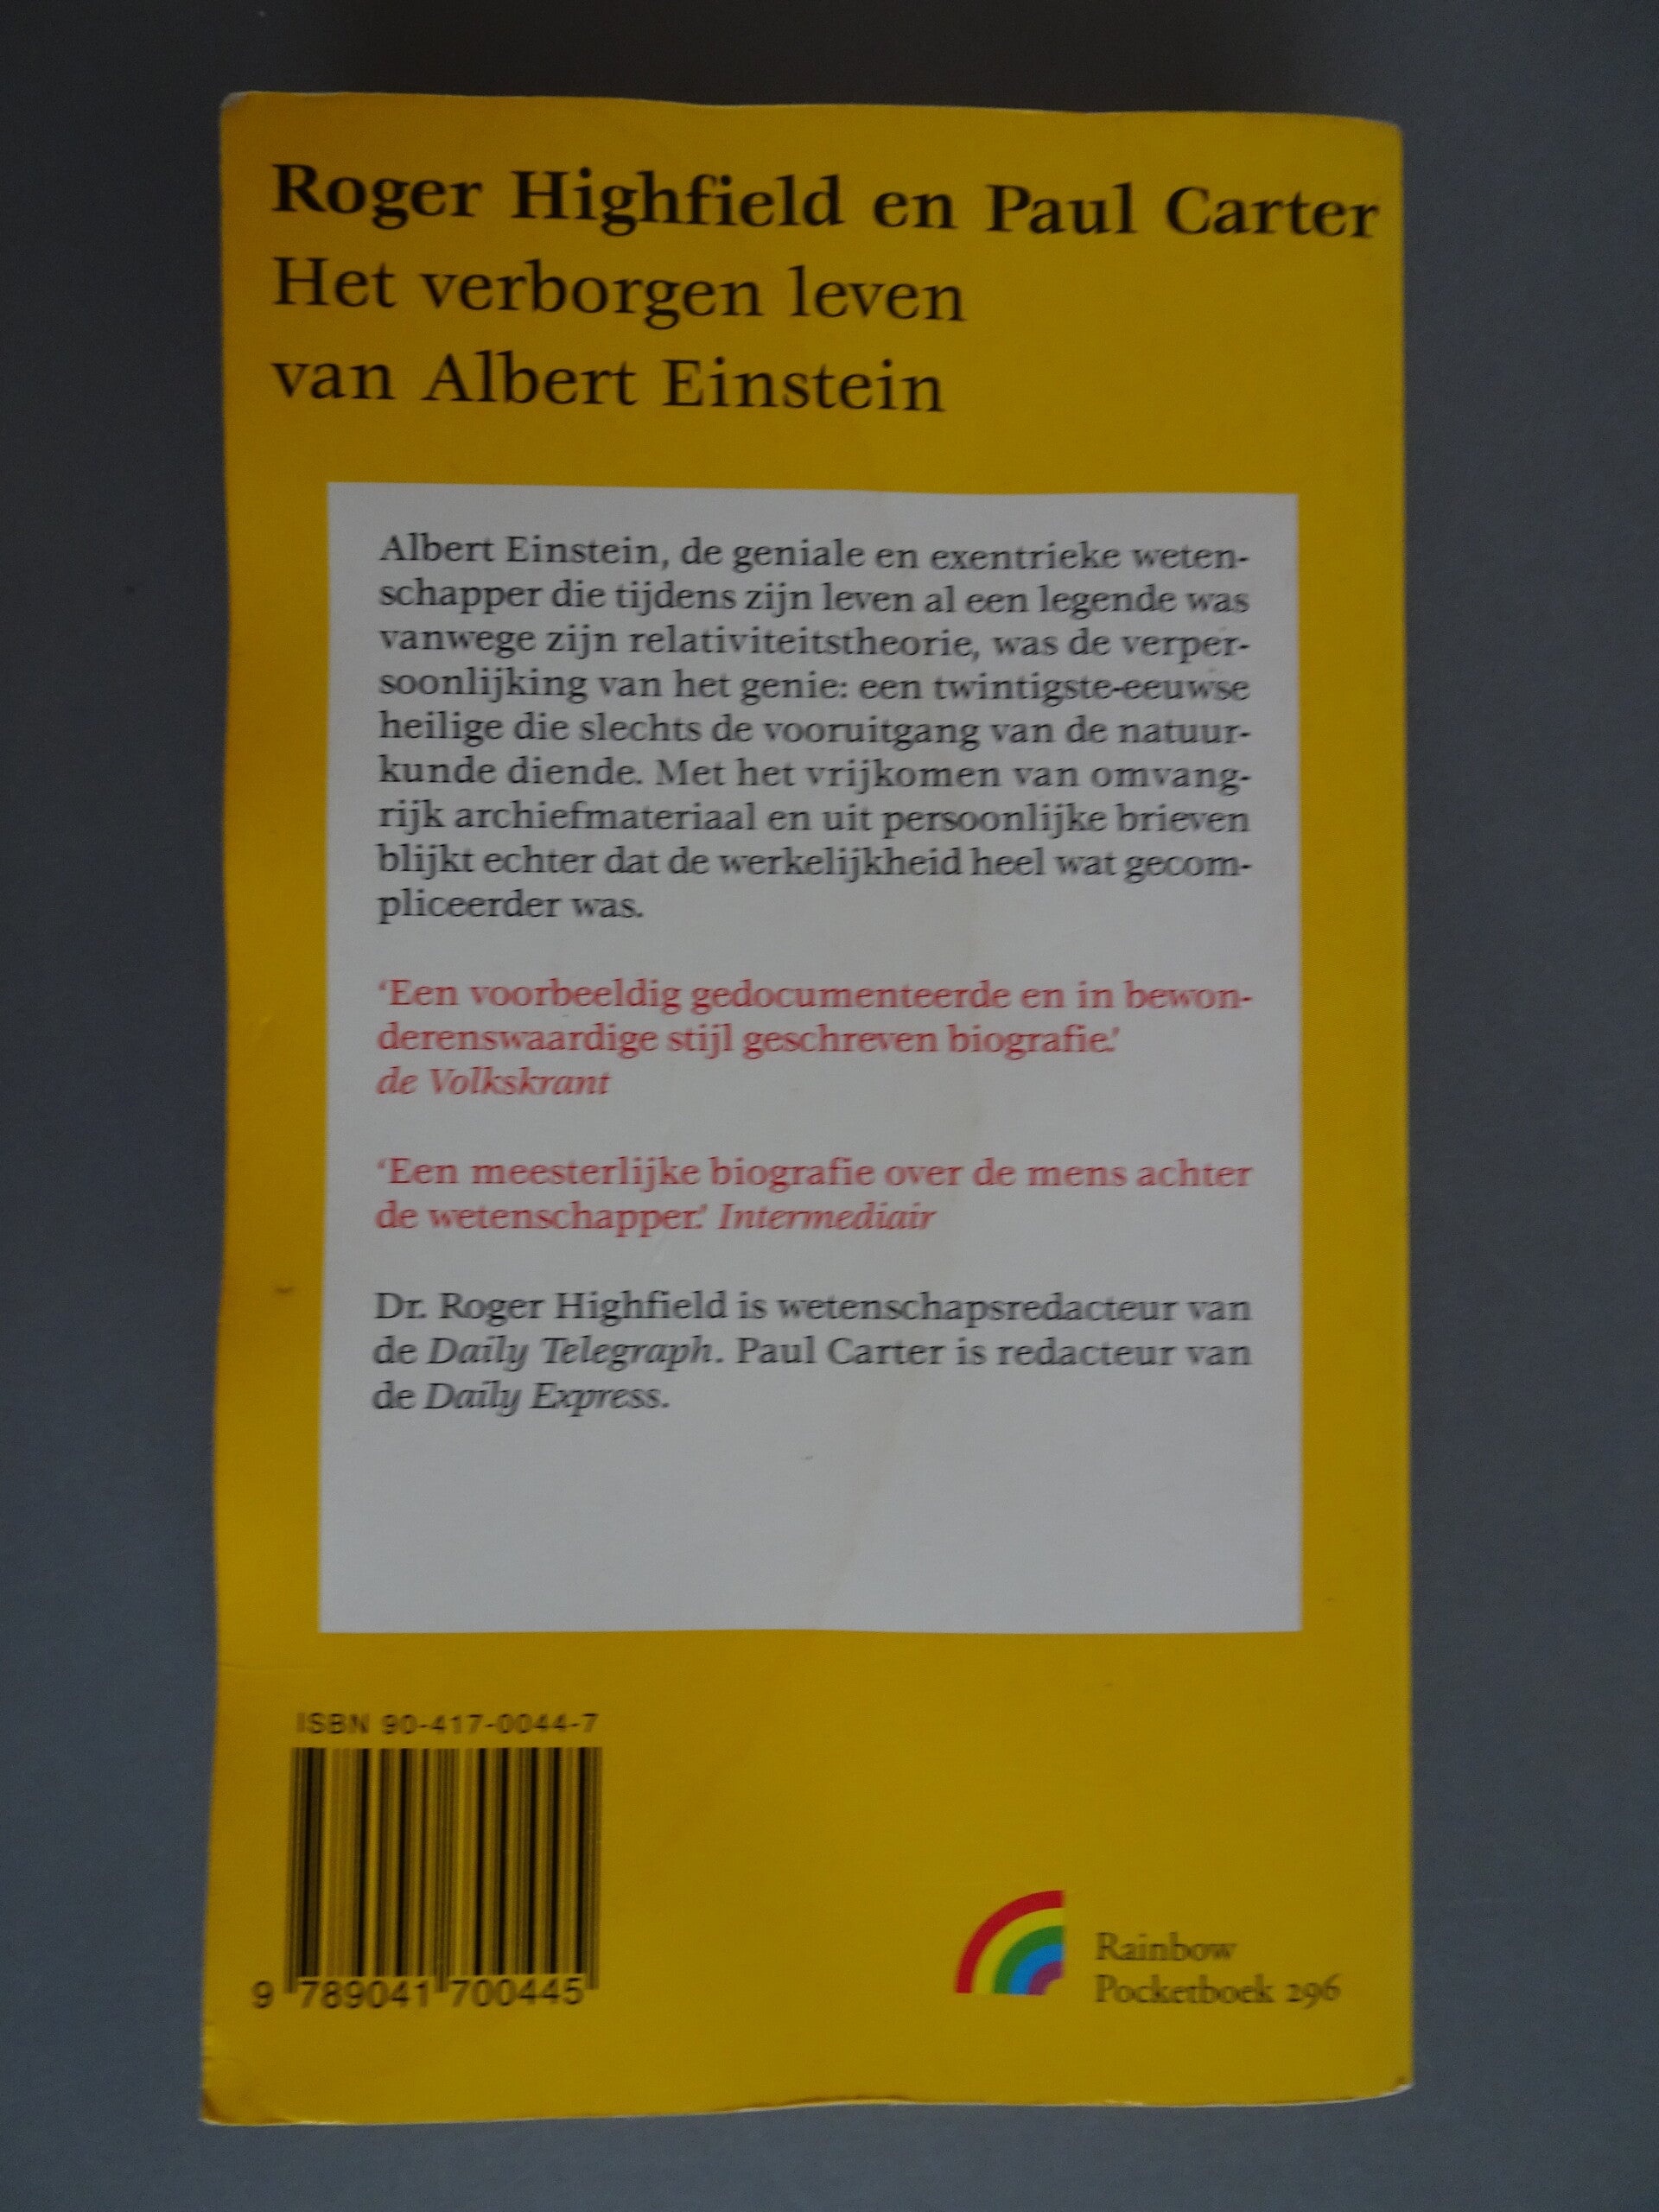 Roger Highfield en Paul Carter
Het verborgen leven
van Albert Einstein
Albert Einstein, de geniale en exentrieke weten-
schapper die tijdens zijn leven al een legende was
vanwege zijn relativiteitstheorie, was de verper-
soonlijking van het genie: een twintigste-eeuwse
heilige die slechts de vooruitgang van de natuur-
kunde diende. Met het vrijkomen van omvang-
rijk archiefmateriaal en uit persoonlijke brieven
blijkt echter dat de werkelijkheid heel wat gecom-
pliceerder was.
‘Een voorbeeldig gedocumenteerde en in bewon-
derenswaardige stijl geschreven biografie.’
de Volkskrant
‘Een meesterlijke biografie over de mens achter
de wetenschapper.’ Intermediair
Dr. Roger Highfield is wetenschapsredacteur van
de Daily Telegraph. Paul Carter is redacteur van
de Daily Express.
ISBN 90-417-0044-7
9 789041 700445
Rainbow
Pocketboek 296